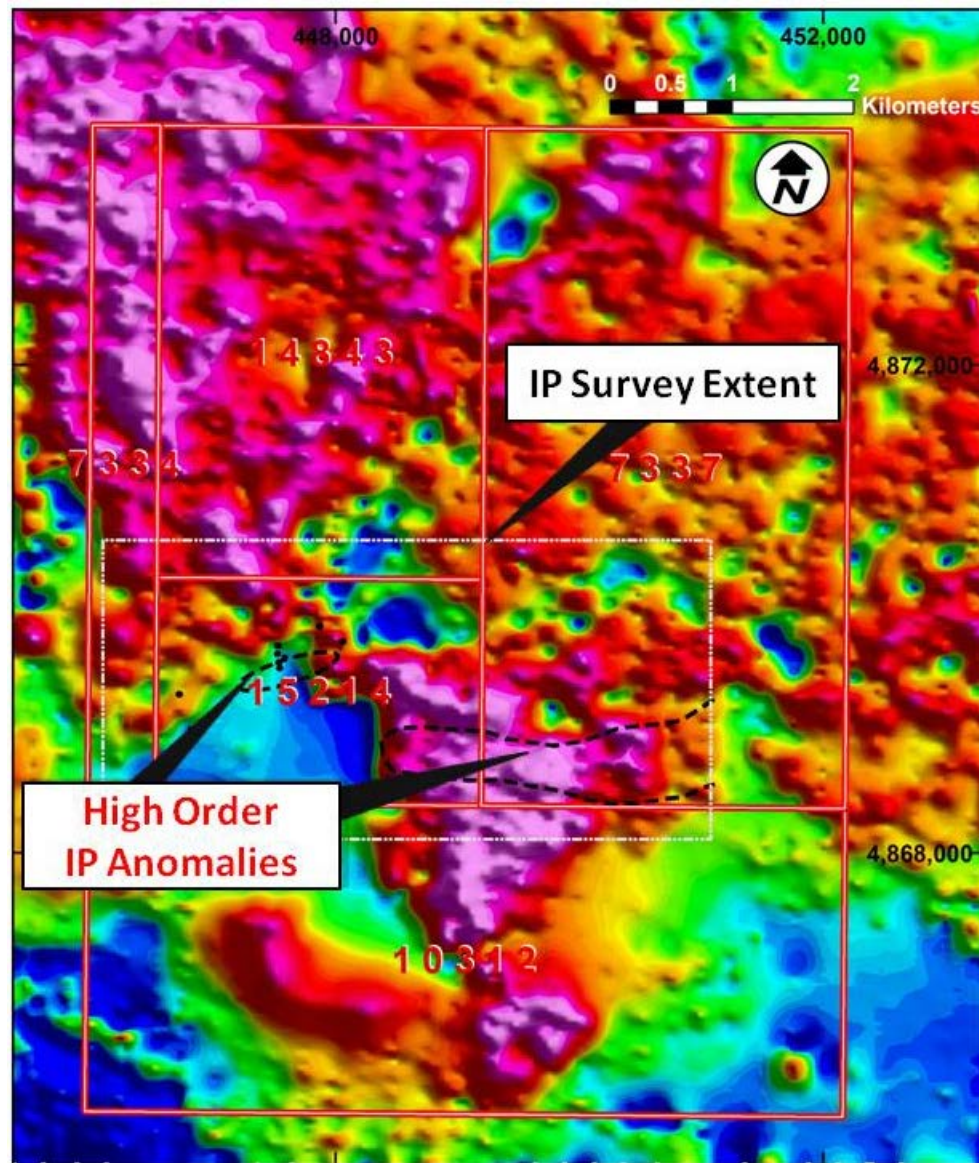 448,000
452,000
0 0.5 1 2
Kilometers
N
14843
4,872,000
IP Survey Extent
7334
7337
15214
High Order
IP Anomalies
4,868,000
10312